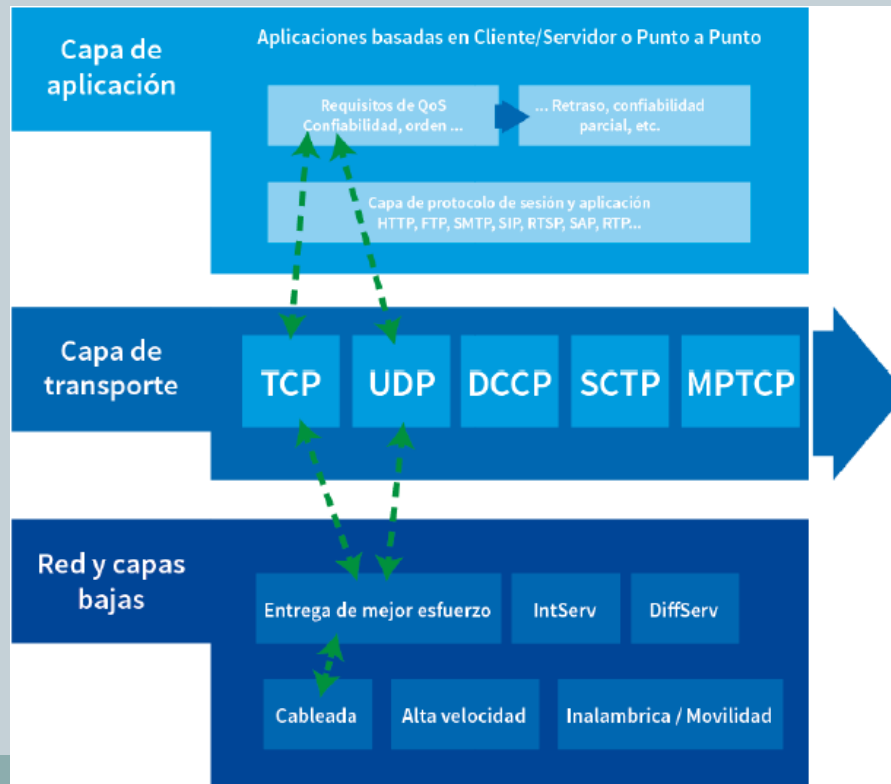 Capa de
aplicación
Aplicaciones basadas en Cliente/Servidor o Punto a Punto
Requisitos de QoS
Confiabilidad, orden ...
... Retraso, confiabilidad
parcial, etc.
Capa de protocolo de sesión y aplicación
HTTP, FTP, SMTP, SIP, RTSP, SAP, RTP...
Capa de
transporte
TCP
UDP
DCCP
SCTP
MPTCP
Red y capas
bajas
Entrega de mejor esfuerzo
IntServ
DiffServ
Cableada
Alta velocidad
Inalambrica / Movilidad